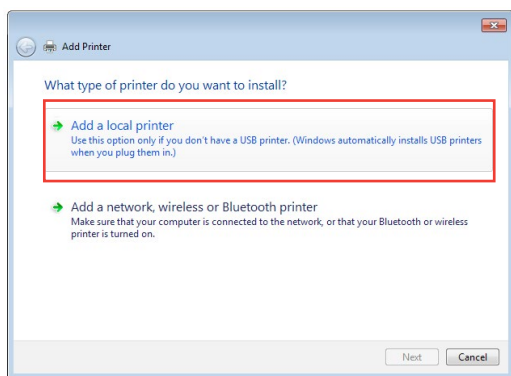 Add Printer
What type of printer do you want to install?
Add a local printer
Use this option only if you don't have a USB printer. (Windows automatically installs USB printers
when you plug them in.)
Add a network, wireless or Bluetooth printer
Make sure that your computer is connected to the network, or that your Bluetooth or wireless
printer is turned on.
Next Cancel